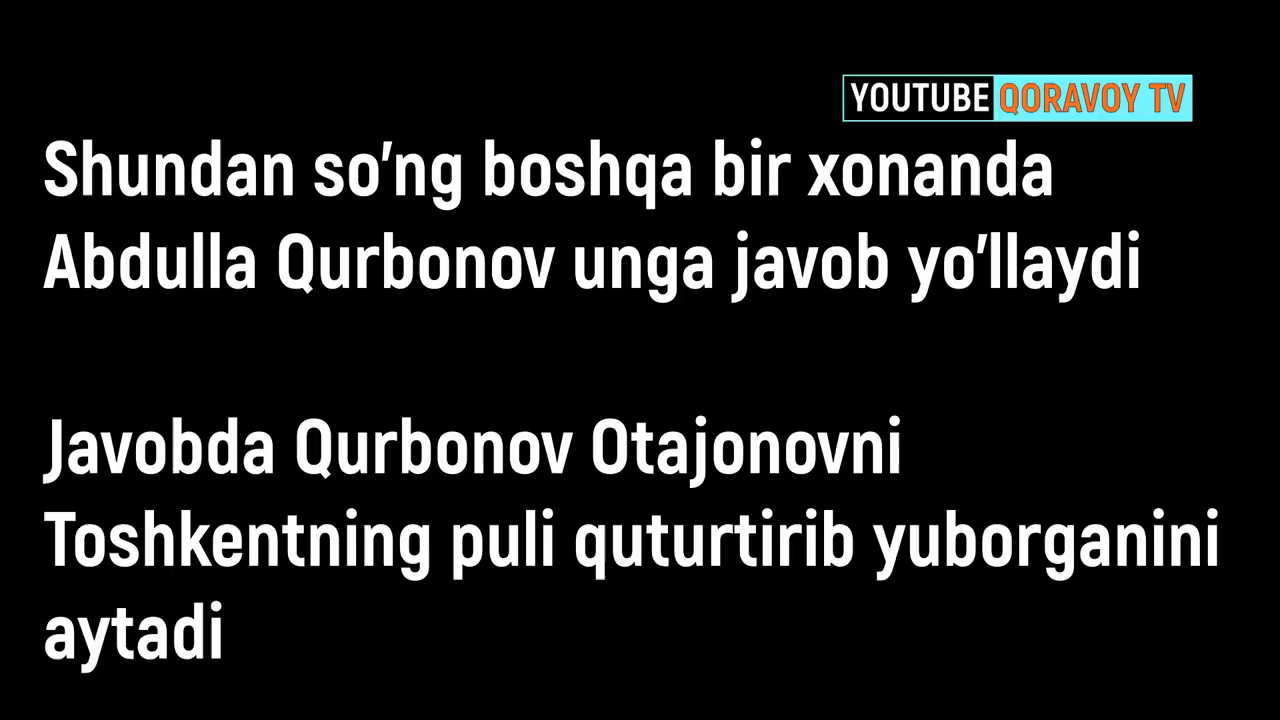 YOUTUBE QORAVOY TV
Shundan so'ng boshqa bir xonanda
Abdulla Qurbonov unga javob yo'llaydi
Javobda Qurbonov Otajonovni
Toshkentning puli quturtirib yuborganini
aytadi